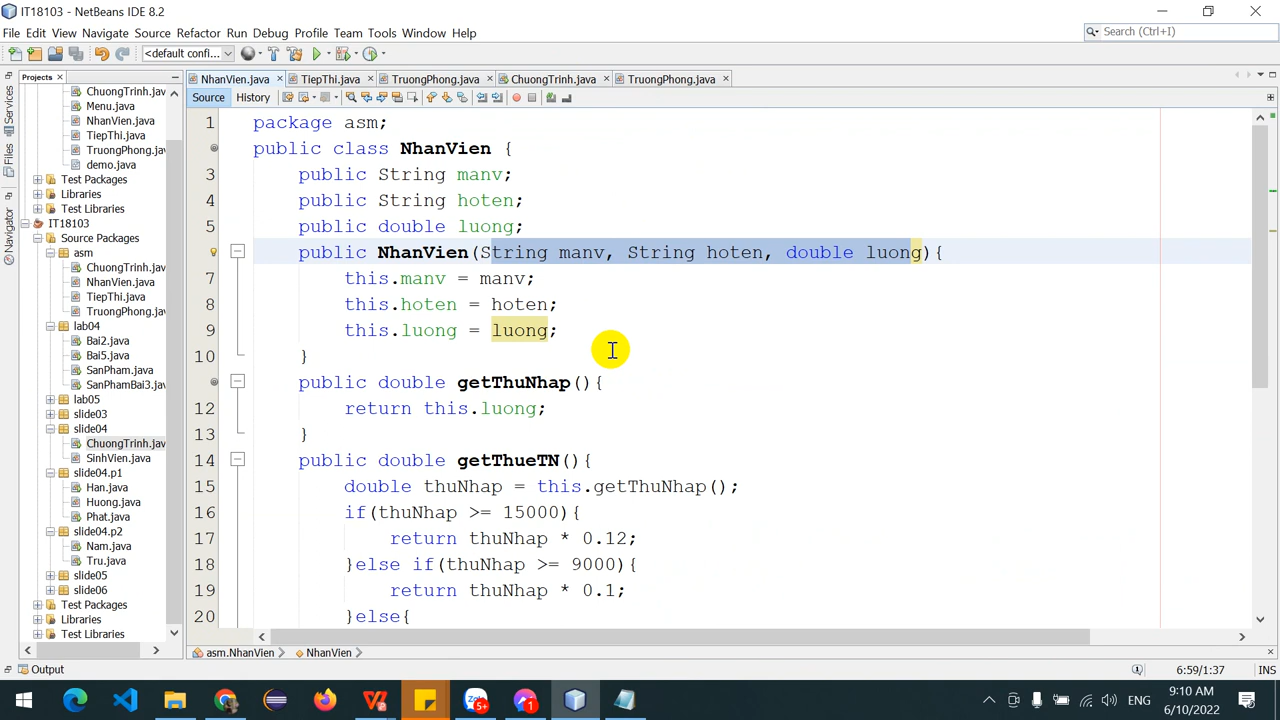 IT18103 - NetBeans IDE 8.2
File Edit View Navigate Source Refactor Run Debug Profile Team Tools Window Help
Search (Ctrl+I)
<default confi...
Projects
NhanVien.java TiepThi.java TruongPhong.java ChuongTrinh.java TruongPhong.java
Source History
Services
Files
Navigator
ChuongTrinh.java
Menu.java
NhanVien.java
TiepThi.java
TruongPhong.java
demo.java
Test Packages
Libraries
Test Libraries
IT18103
Source Packages
asm
ChuongTrinh.java
NhanVien.java
TiepThi.java
TruongPhong.java
lab04
Bai2.java
Bai5.java
SanPham.java
SanPhamBai3.java
lab05
slide03
slide04
ChuongTrinh.jav
SinhVien.java
slide04.p1
Han.java
Huong.java
Phat.java
slide04.p2
Nam.java
Tru.java
slide05
slide06
Test Packages
Libraries
Test Libraries
1 package asm;
public class NhanVien {
3 public String manv;
4 public String hoten;
5 public double luong;
public NhanVien(String manv, String hoten, double luong){
7 this.manv = manv;
8 this.hoten = hoten;
9 this.luong = luong;
10 }
public double getThuNhap(){
12 return this.luong;
13 }
14 public double getThueTN(){
15 double thuNhap = this.getThuNhap();
16 if(thuNhap >= 15000){
17 return thuNhap * 0.12;
18 }else if(thuNhap >= 9000){
19 return thuNhap * 0.1;
20 }else{
asm.NhanVien NhanVien
Output
6:59/1:37 INS
5+
1
ENG
9:10 AM
6/10/2022